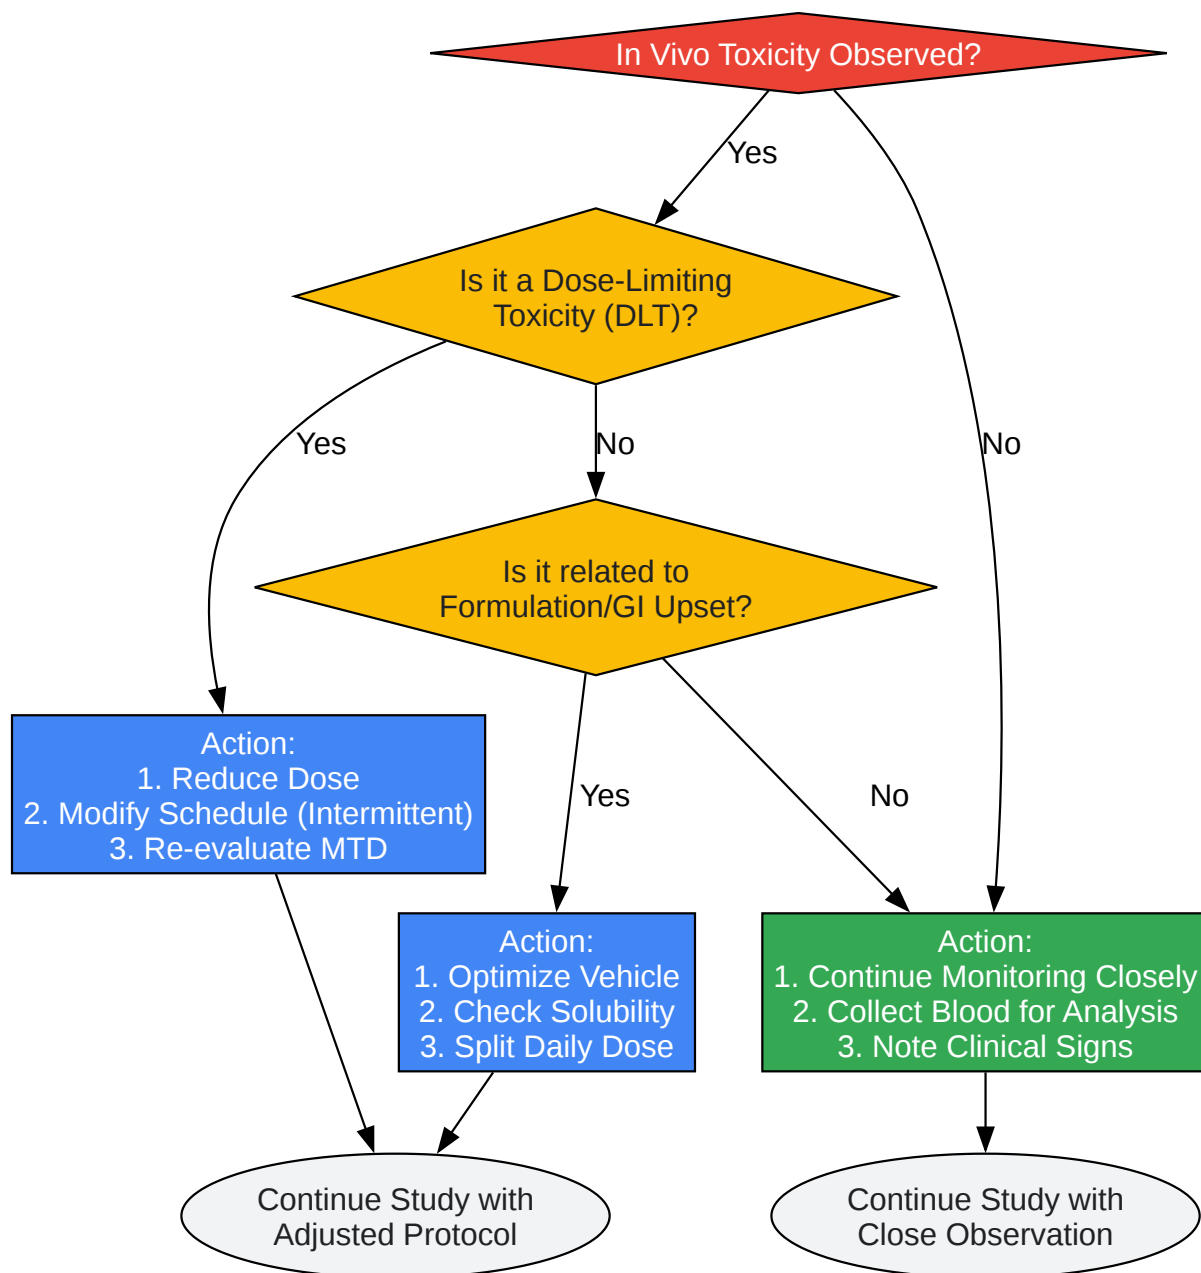 In Vivo Toxicity Observed?
Yes
Is it a Dose-Limiting
Toxicity (DLT)?
Yes
No
No
Is it related to
Formulation/GI Upset?
Action:
1. Reduce Dose
2. Modify Schedule (Intermittent)
3. Re-evaluate MTD
Yes
No
Action:
1. Optimize Vehicle
2. Check Solubility
3. Split Daily Dose
Action:
1. Continue Monitoring Closely
2. Collect Blood for Analysis
3. Note Clinical Signs
Continue Study with
Adjusted Protocol
Continue Study with
Close Observation